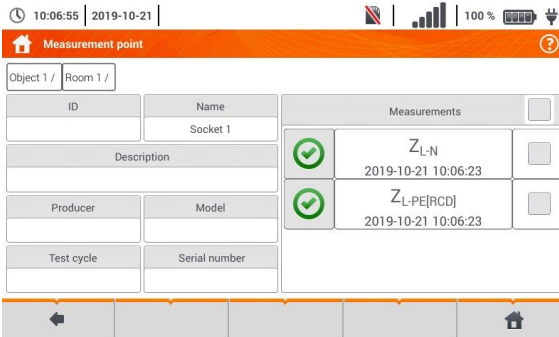 10:06:55 2019-10-21 100 %
Measurement point ?
Object 1 / Room 1 /
ID Name Measurements
Socket 1
Z L-N
2019-10-21 10:06:23
Description
Z L-PE[RCD]
2019-10-21 10:06:23
Producer Model
Test cycle Serial number